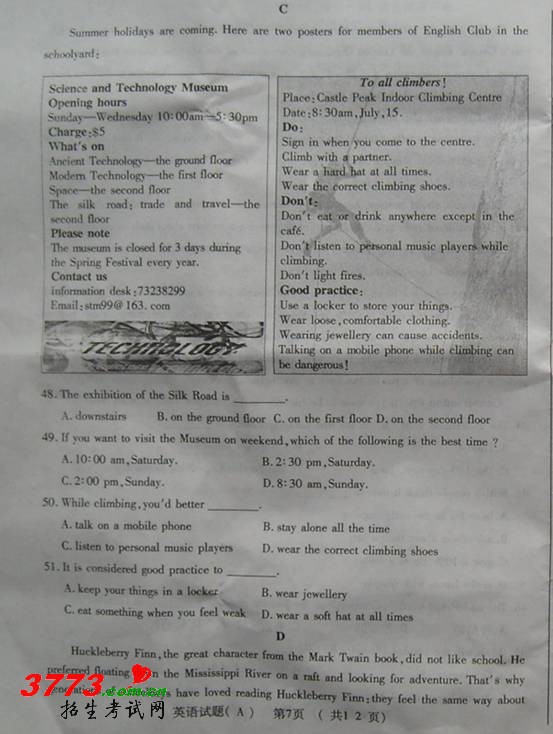 C
Summer holidays are coming. Here are two posters for members of English Club in the
schoolyard:
Science and Technology Museum
Opening hours
Sunday—Wednesday 10:00am—5:30pm
Charge:$5
What's on
Ancient Technology—the ground floor
Modern Technology—the first floor
Space—the second floor
The silk road: trade and travel—the
second floor
Please note
The museum is closed for 3 days during
the Spring Festival every year.
Contact us
information desk:73238299
Email:stm99@163.com
TECHNOLOGY
To all climbers!
Place:Castle Peak Indoor Climbing Centre
Date:8:30am,July,15.
Do:
Sign in when you come to the centre.
Climb with a partner.
Wear a hard hat at all times.
Wear the correct climbing shoes.
Don't:
Don't eat or drink anywhere except in the
café.
Don't listen to personal music players while
climbing.
Don't light fires.
Good practice:
Use a locker to store your things.
Wear loose,comfortable clothing.
Wearing jewellery can cause accidents.
Talking on a mobile phone while climbing can
be dangerous!
48. The exhibition of the Silk Road is ________.
A. downstairs B. on the ground floor C. on the first floor D. on the second floor
49. If you want to visit the Museum on weekend,which of the following is the best time ?
A. 10:00 am,Saturday. B. 2:30 pm,Saturday.
C. 2:00 pm,Sunday. D. 8:30 am,Sunday.
50. While climbing,you'd better ________.
A. talk on a mobile phone B. stay alone all the time
C. listen to personal music players D. wear the correct climbing shoes
51. It is considered good practice to ________.
A. keep your things in a locker B. wear jewellery
C. eat something when you feel weak D. wear a soft hat at all times
D
Huckleberry Finn,the great character from the Mark Twain book,did not like school. He
preferred floating on the Mississippi River on a raft and looking for adventure. That's why
have loved reading Huckleberry Finn;they feel the same way about
3773.com.cn
招生考试网
英语试题( A ) 第7页 ( 共12页)